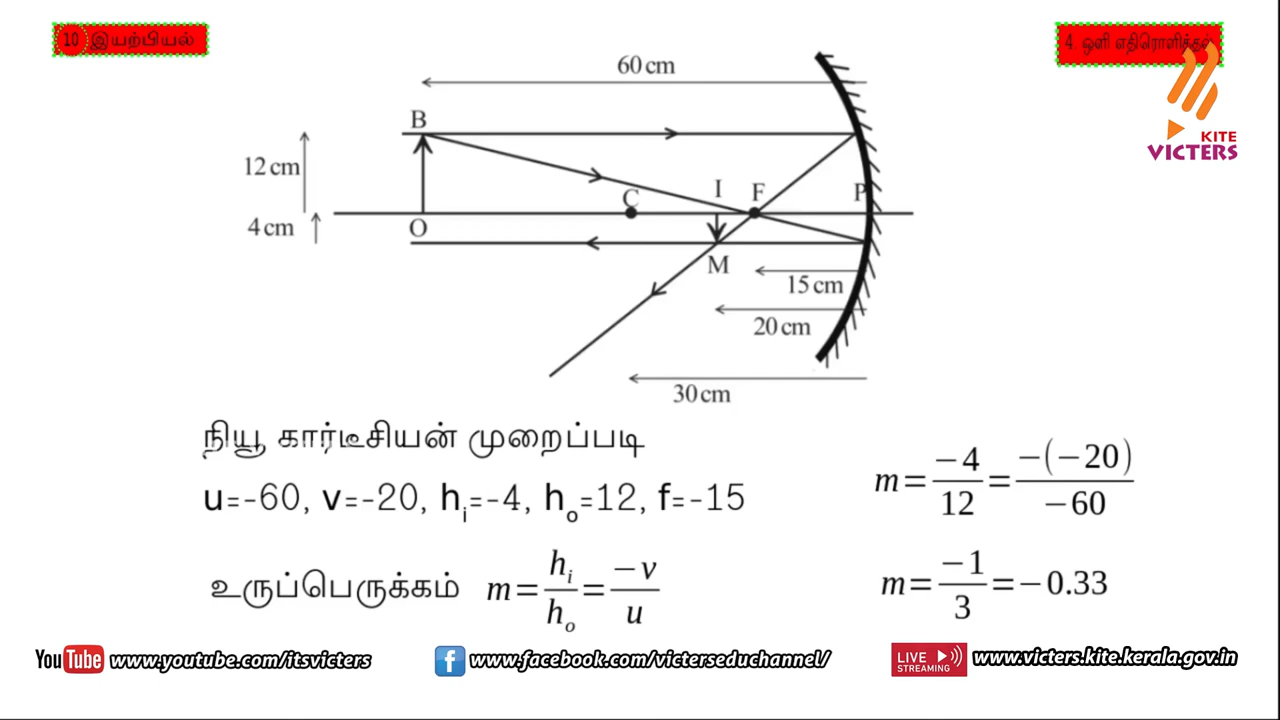 10 இயற்பியல்
4. ஒளி எதிரொளித்தல்
KITE
VICTERS
60 cm
B
12 cm
C
I
F
P
4 cm
O
M
15 cm
20 cm
30 cm
நியூ கார்டீசியன் முறைப்படி
u=-60, v=-20, hᵢ=-4, hₒ=12, f=-15
உருப்பெருக்கம் m = hᵢ/hₒ = −v/u
m = −4/12 = −(−20)/−60
m = −1/3 = −0.33
YouTube www.youtube.com/itsvicters
f www.facebook.com/victerseduchannel/
LIVE STREAMING www.victers.kite.kerala.gov.in